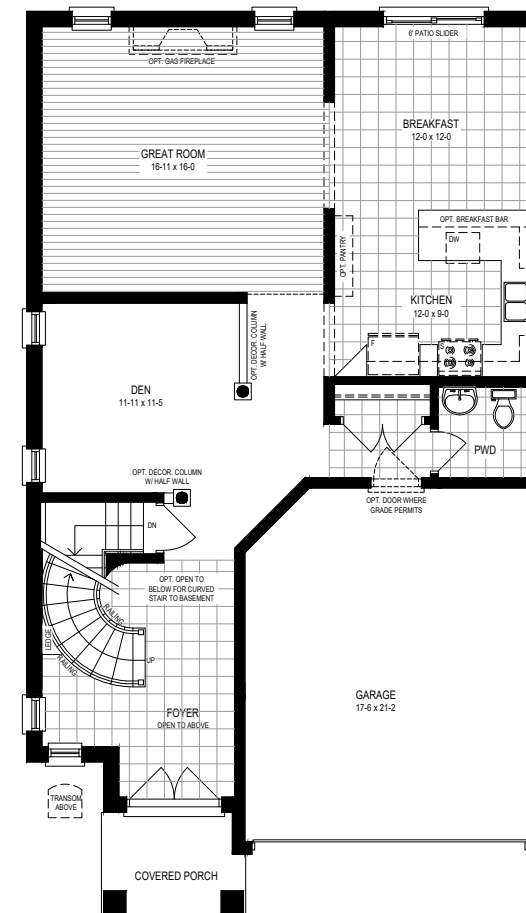 6' PATIO SLIDER
OPT. GAS FIREPLACE
BREAKFAST
12-0 x 12-0
GREAT ROOM
16-11 x 16-0
OPT. BREAKFAST BAR
DW
OPT. PANTRY
KITCHEN
12-0 x 9-0
F
S
OPT. DECOR. COLUMN
W/ HALF WALL
DEN
11-11 x 11-5
PWD
OPT. DECOR. COLUMN
W/ HALF WALL
OPT. DOOR WHERE
GRADE PERMITS
DN
OPT. OPEN TO
BELOW FOR CURVED
STAIR TO BASEMENT
RAILING
LEDGE
RAILING
UP
GARAGE
17-6 x 21-2
FOYER
OPEN TO ABOVE
TRANSOM
ABOVE
COVERED PORCH